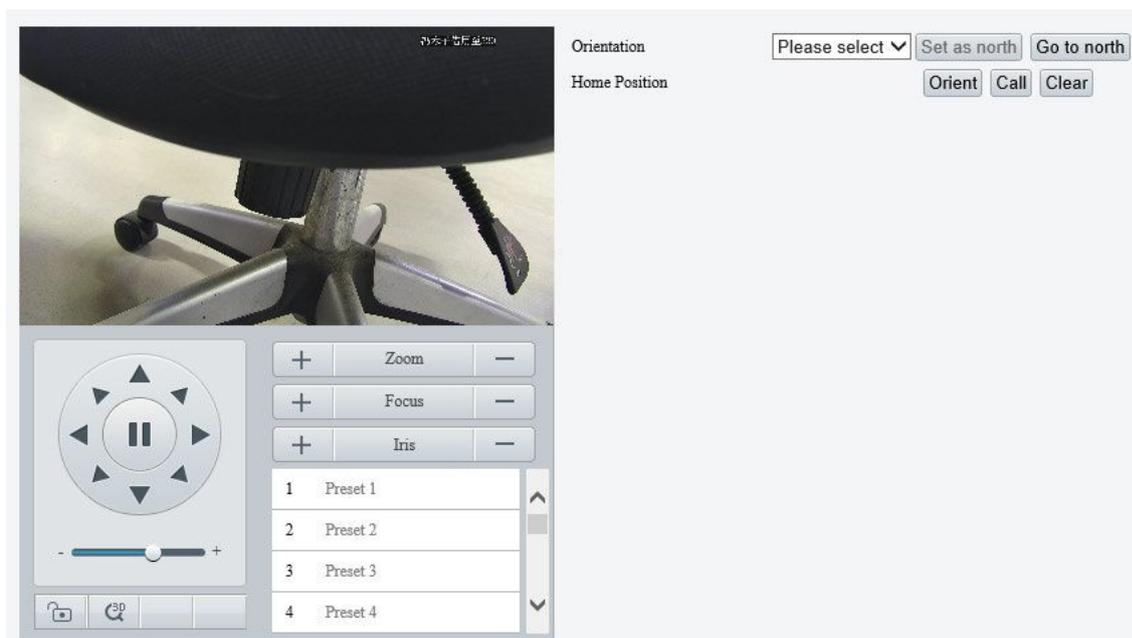 Orientation
Please select
Set as north
Go to north
Home Position
Orient
Call
Clear
+ Zoom −
+ Focus −
+ Iris −
1 Preset 1
2 Preset 2
3 Preset 3
4 Preset 4
- +
3D